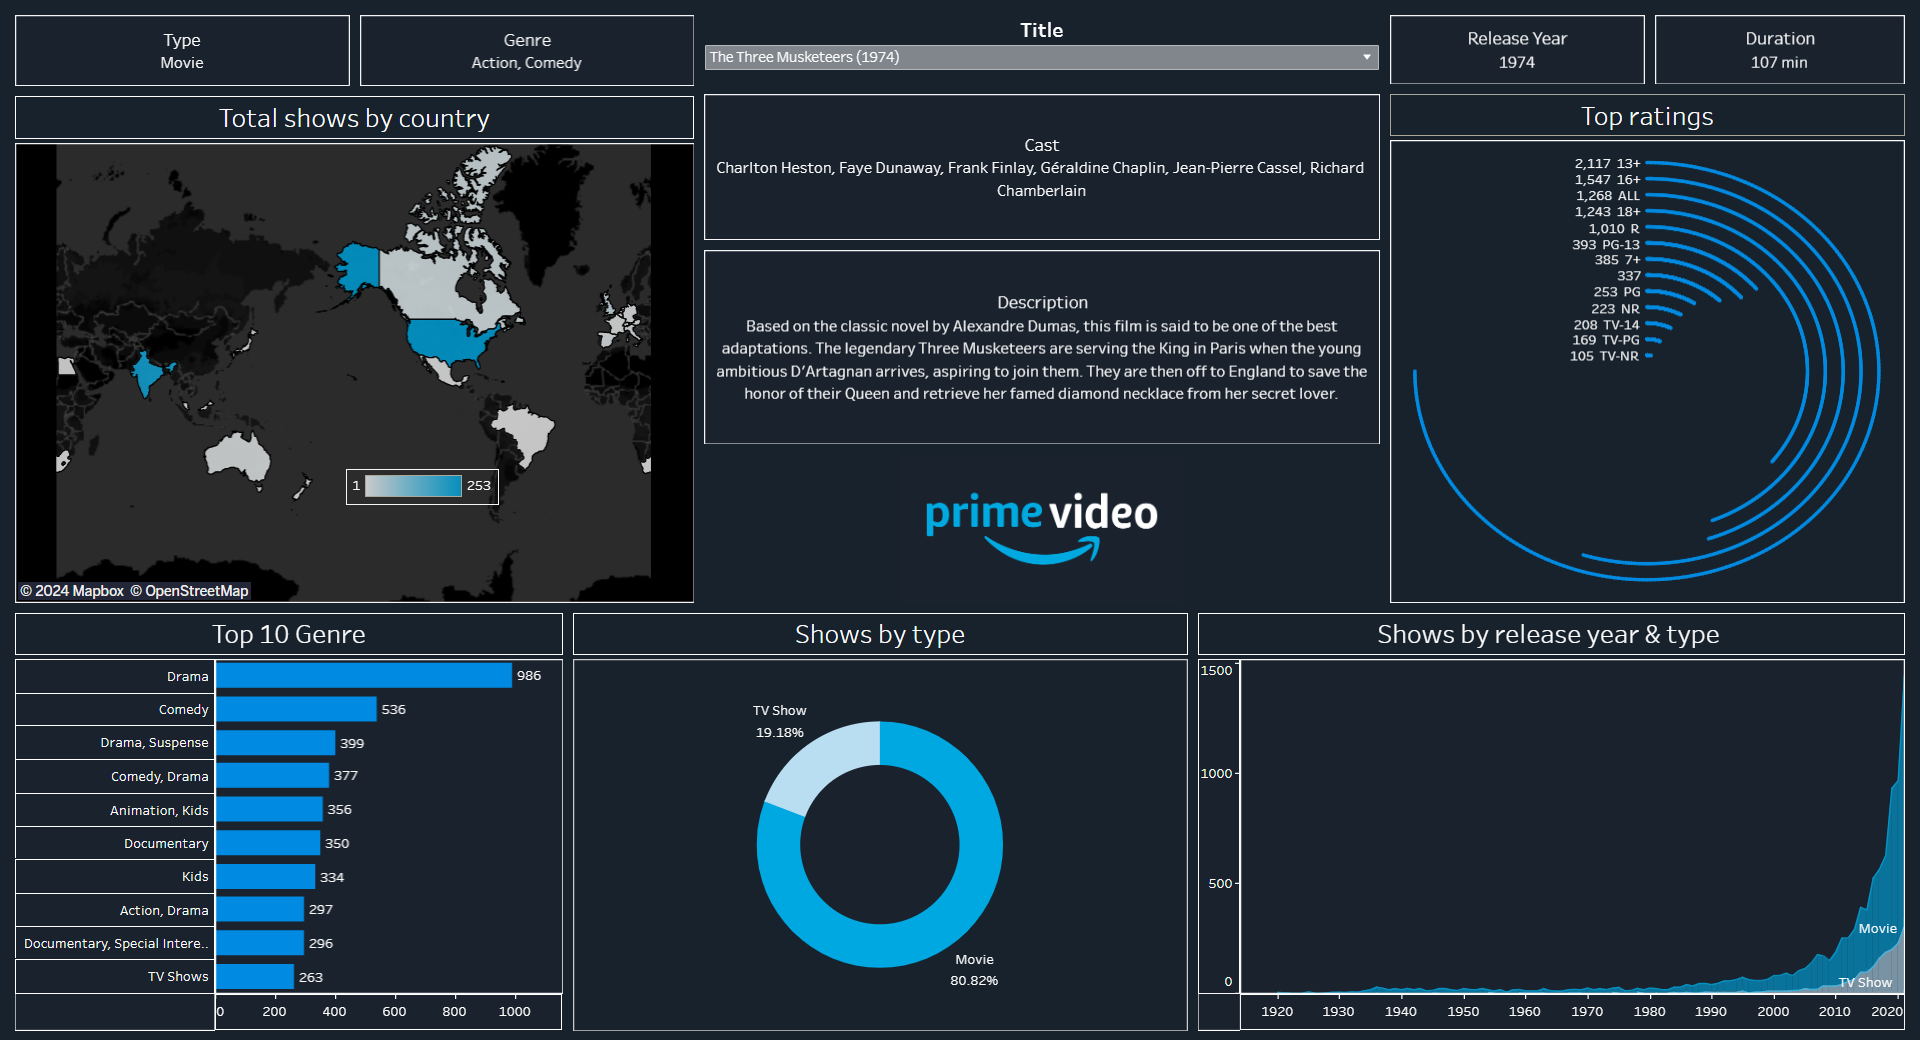 Type
Movie
Genre
Action, Comedy
Title
The Three Musketeers (1974)
Release Year
1974
Duration
107 min
Total shows by country
1
253
© 2024 Mapbox © OpenStreetMap
Cast
Charlton Heston, Faye Dunaway, Frank Finlay, Géraldine Chaplin, Jean-Pierre Cassel, Richard
Chamberlain
Description
Based on the classic novel by Alexandre Dumas, this film is said to be one of the best
adaptations. The legendary Three Musketeers are serving the King in Paris when the young
ambitious D’Artagnan arrives, aspiring to join them. They are then off to England to save the
honor of their Queen and retrieve her famed diamond necklace from her secret lover.
prime video
Top ratings
2,117 13+
1,547 16+
1,268 ALL
1,243 18+
1,010 R
393 PG-13
385 7+
337
253 PG
223 NR
208 TV-14
169 TV-PG
105 TV-NR
Top 10 Genre
Drama 986
Comedy 536
Drama, Suspense 399
Comedy, Drama 377
Animation, Kids 356
Documentary 350
Kids 334
Action, Drama 297
Documentary, Special Intere.. 296
TV Shows 263
0 200 400 600 800 1000
Shows by type
TV Show
19.18%
Movie
80.82%
Shows by release year & type
1500
1000
500
0
Movie
TV Show
1920 1930 1940 1950 1960 1970 1980 1990 2000 2010 2020